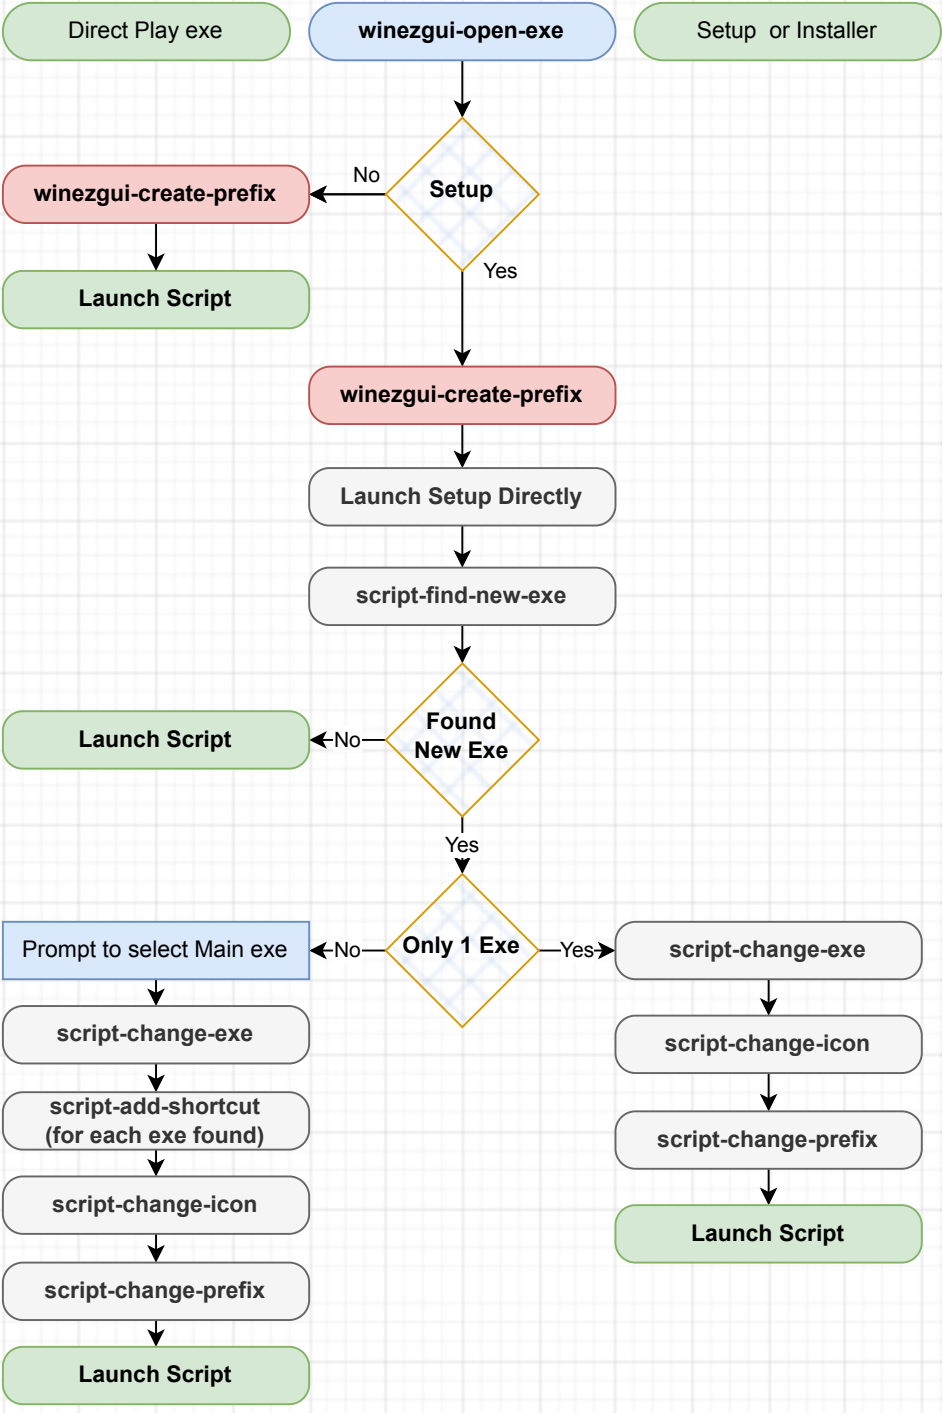 Direct Play exe
winezgui-open-exe
Setup  or Installer
Setup
No
Yes
winezgui-create-prefix
Launch Script
winezgui-create-prefix
Launch Setup Directly
script-find-new-exe
Found
New Exe
No
Launch Script
Yes
Only 1 Exe
No
Yes
Prompt to select Main exe
script-change-exe
script-add-shortcut
(for each exe found)
script-change-icon
script-change-prefix
Launch Script
script-change-exe
script-change-icon
script-change-prefix
Launch Script